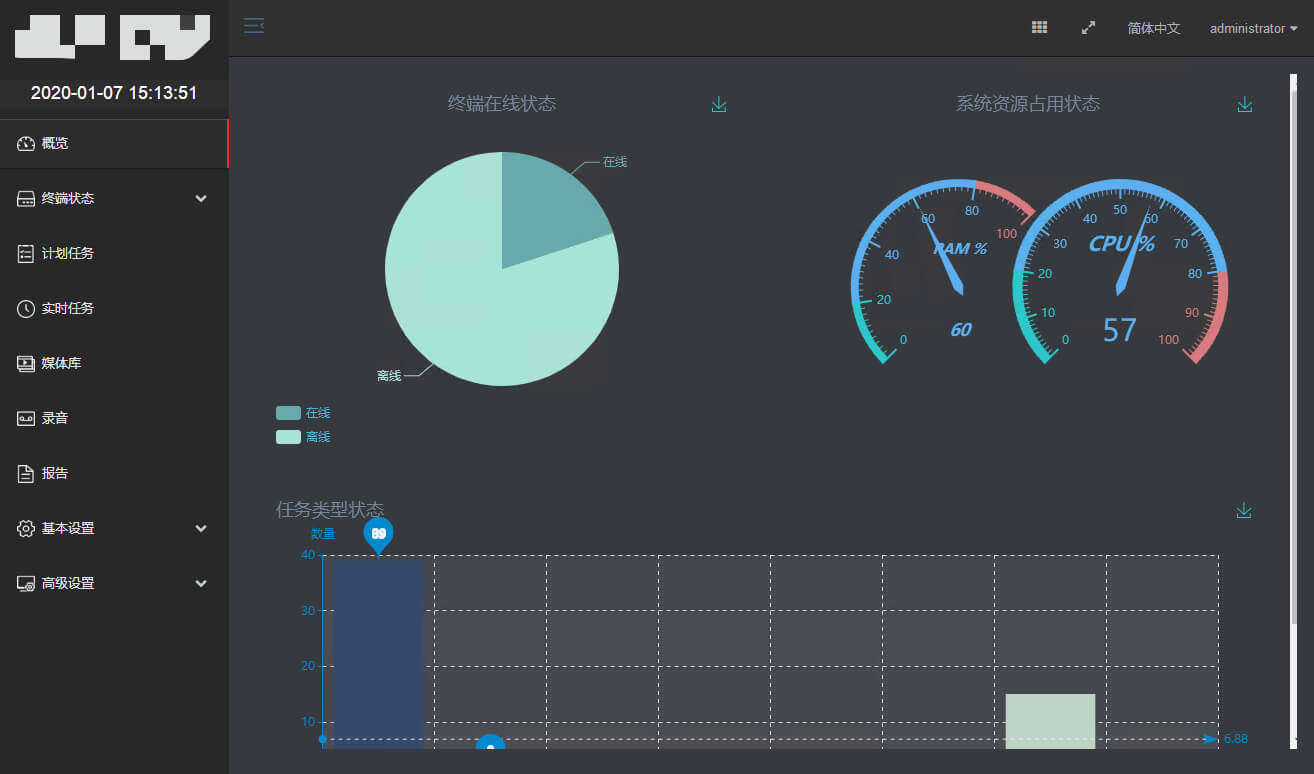 简体中文
administrator
2020-01-07 15:13:51
概览
终端状态
计划任务
实时任务
媒体库
录音
报告
基本设置
高级设置
终端在线状态
在线
离线
在线
离线
系统资源占用状态
0
20
40
60
80
100
RAM %
60
0
10
20
30
40
50
60
70
80
90
100
CPU %
57
任务类型状态
数量
39
40
30
20
10
6.88